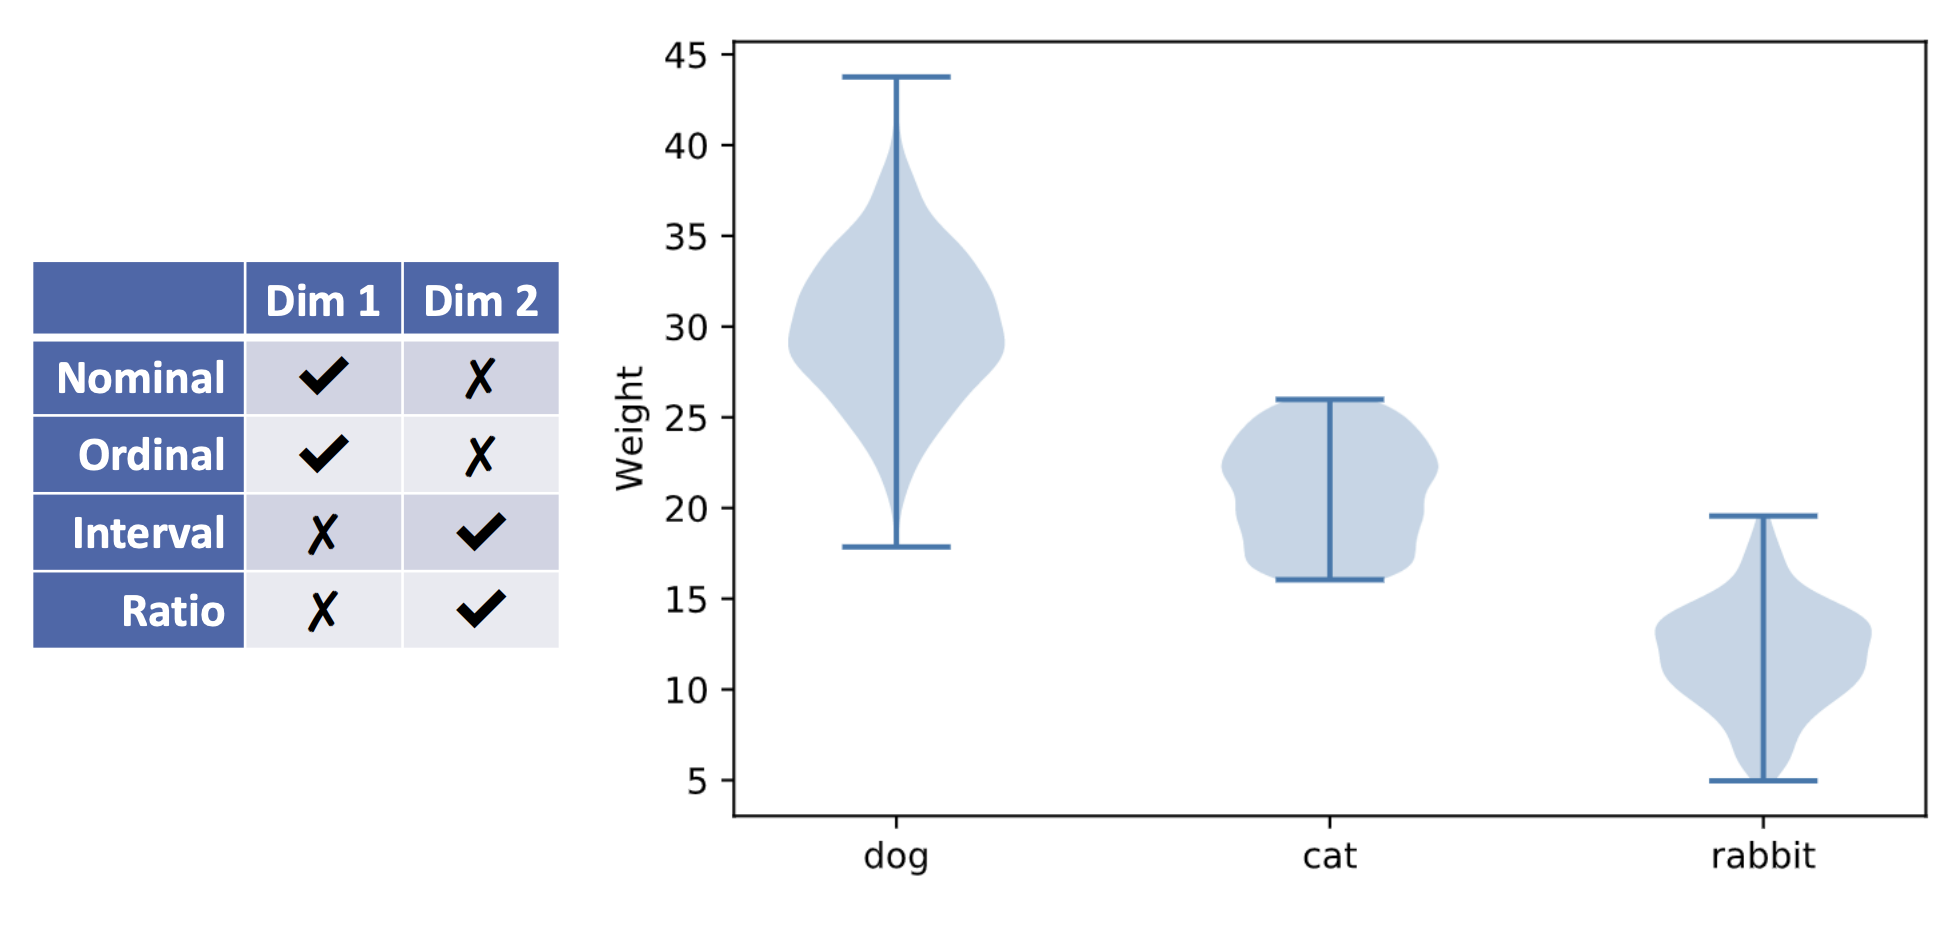 Dim 1 Dim 2
Nominal ✔ ✗
Ordinal ✔ ✗
Interval ✗ ✔
Ratio ✗ ✔
Weight
45
40
35
30
25
20
15
10
5
dog cat rabbit